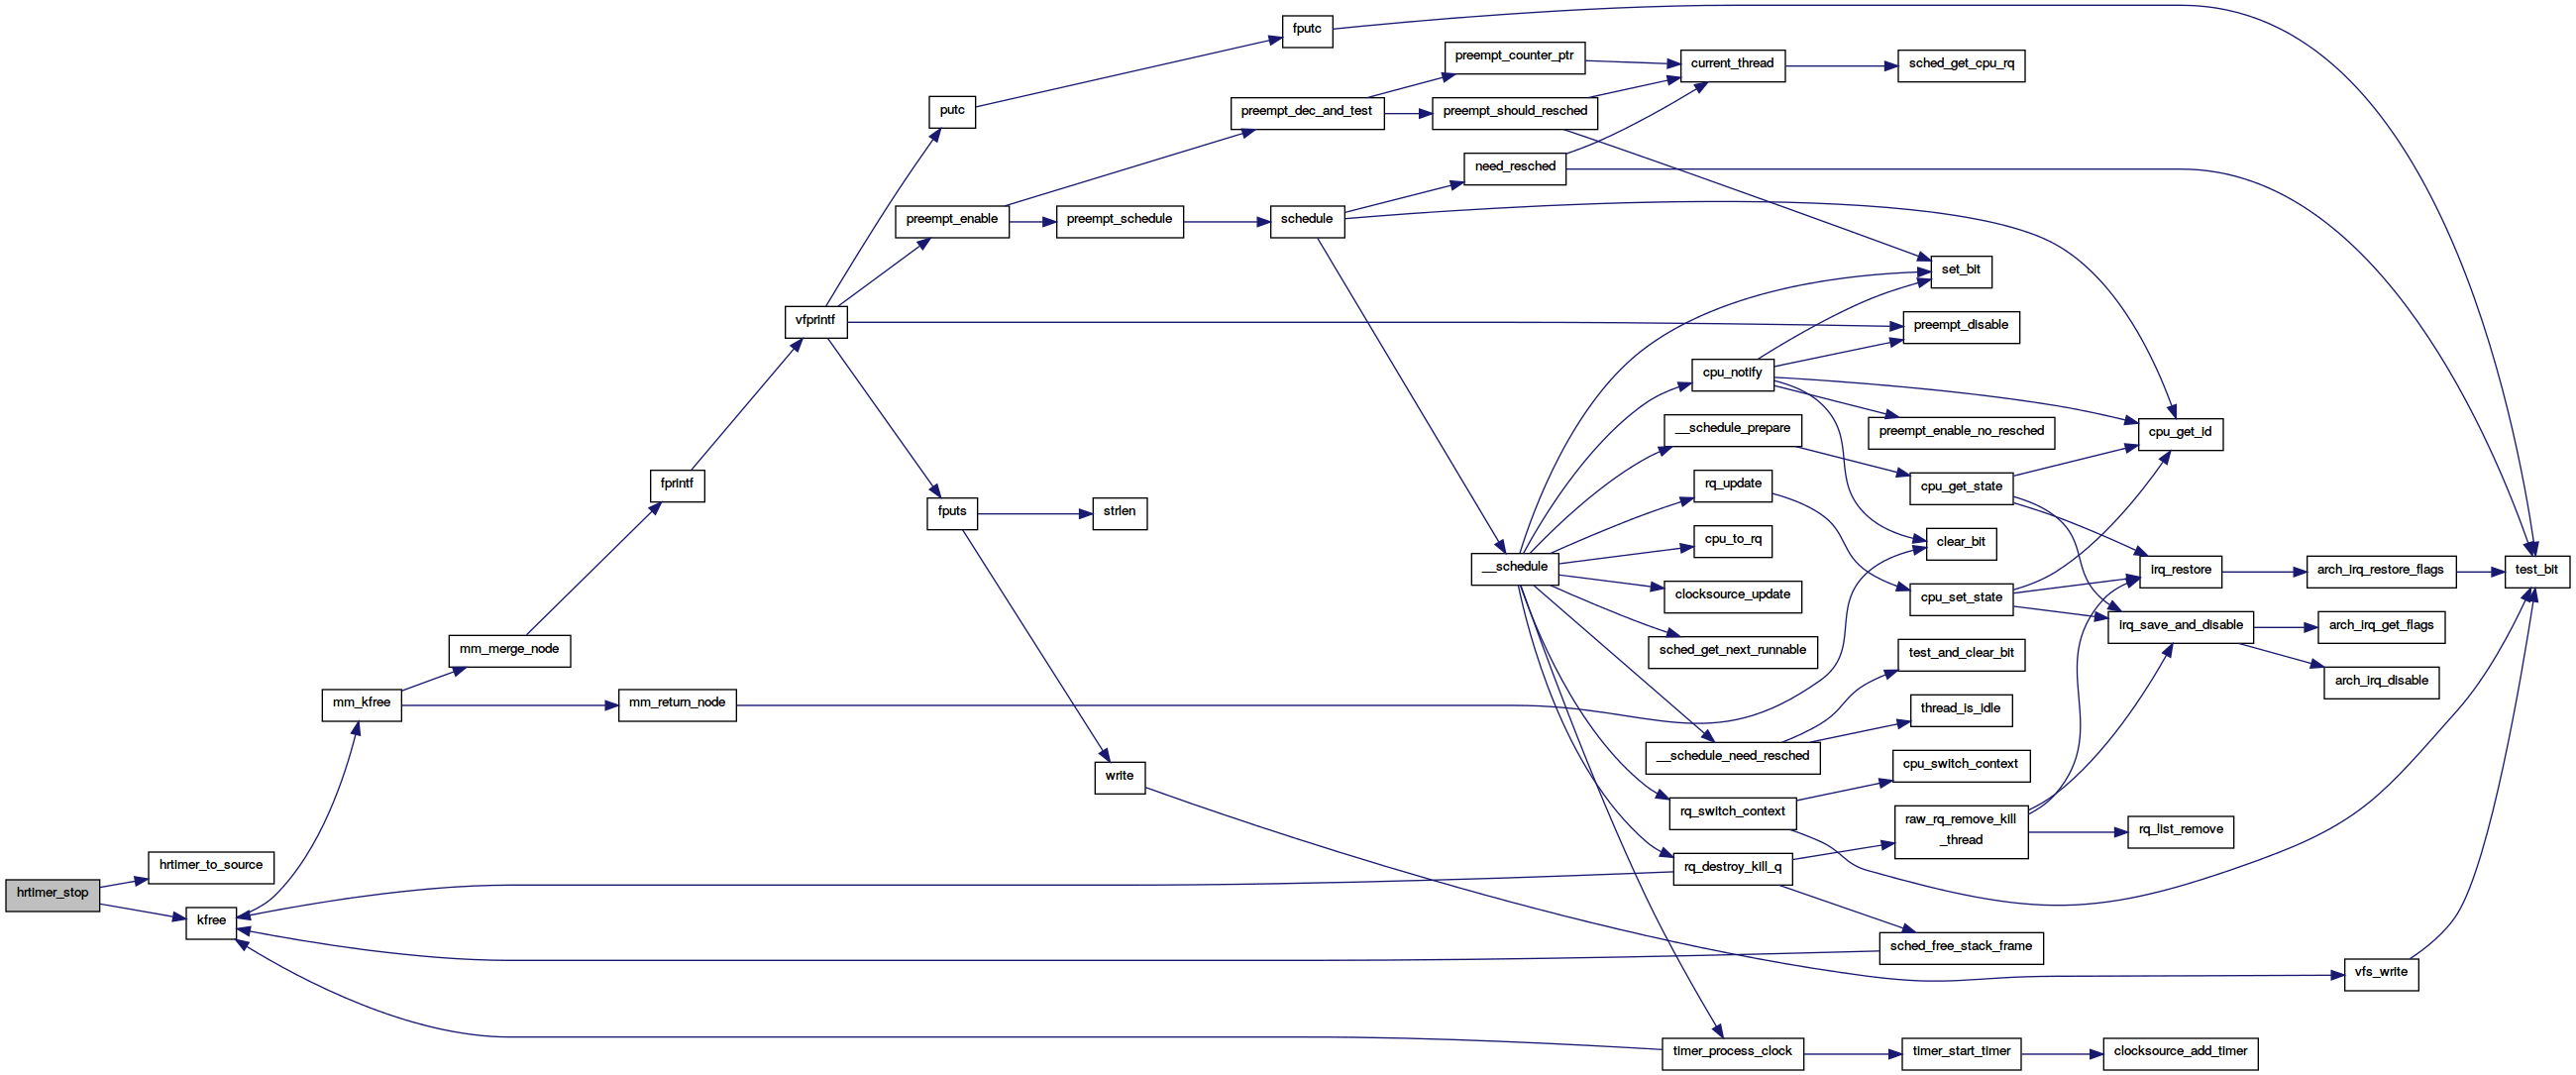 fputc
preempt_counter_ptr
current_thread
sched_get_cpu_rq
putc
preempt_dec_and_test
preempt_should_resched
need_resched
preempt_enable
preempt_schedule
schedule
set_bit
vfprintf
preempt_disable
cpu_notify
__schedule_prepare
preempt_enable_no_resched
cpu_get_id
fprintf
rq_update
cpu_get_state
fputs
strlen
cpu_to_rq
clear_bit
__schedule
irq_restore
arch_irq_restore_flags
test_bit
clocksource_update
cpu_set_state
irq_save_and_disable
arch_irq_get_flags
mm_merge_node
sched_get_next_runnable
test_and_clear_bit
arch_irq_disable
mm_kfree
mm_return_node
thread_is_idle
__schedule_need_resched
write
cpu_switch_context
rq_switch_context
raw_rq_remove_kill
_thread
rq_list_remove
hrtimer_to_source
rq_destroy_kill_q
hrtimer_stop
kfree
sched_free_stack_frame
vfs_write
timer_process_clock
timer_start_timer
clocksource_add_timer